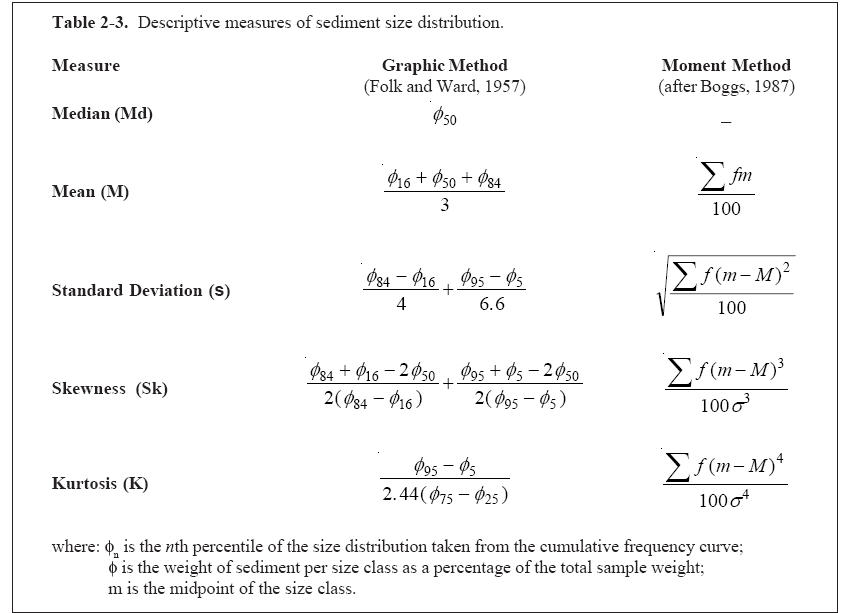 Table 2-3. Descriptive measures of sediment size distribution.
Measure Graphic Method Moment Method
(Folk and Ward, 1957) (after Boggs, 1987)
Median (Md) ϕ₅₀ –
Mean (M) (ϕ₁₆ + ϕ₅₀ + ϕ₈₄) / 3 ∑ fm / 100
Standard Deviation (s) (ϕ₈₄ − ϕ₁₆) / 4 + (ϕ₉₅ − ϕ₅) / 6.6 √(∑ f(m − M)² / 100)
Skewness (Sk) (ϕ₈₄ + ϕ₁₆ − 2ϕ₅₀) / 2(ϕ₈₄ − ϕ₁₆) + (ϕ₉₅ + ϕ₅ − 2ϕ₅₀) / 2(ϕ₉₅ − ϕ₅) ∑ f(m − M)³ / 100σ³
Kurtosis (K) (ϕ₉₅ − ϕ₅) / 2.44(ϕ₇₅ − ϕ₂₅) ∑ f(m − M)⁴ / 100σ⁴
where: ϕₙ is the nth percentile of the size distribution taken from the cumulative frequency curve;
ϕ is the weight of sediment per size class as a percentage of the total sample weight;
m is the midpoint of the size class.